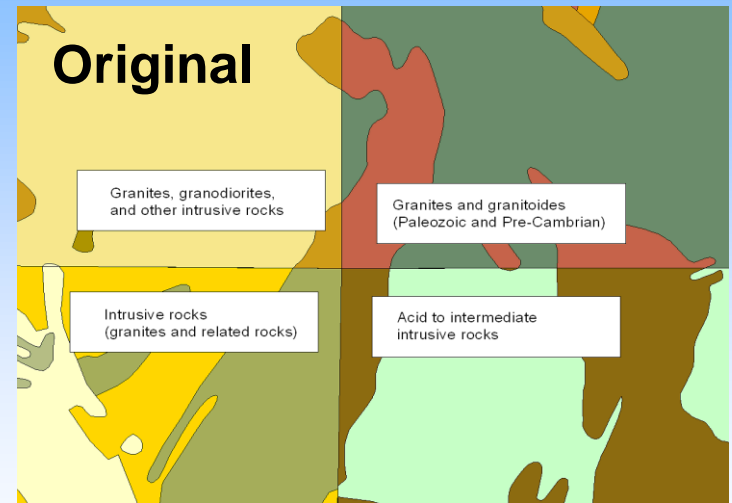 Original
Granites, granodiorites,
and other intrusive rocks
Granites and granitoides
(Paleozoic and Pre-Cambrian)
Intrusive rocks
(granites and related rocks)
Acid to intermediate
intrusive rocks